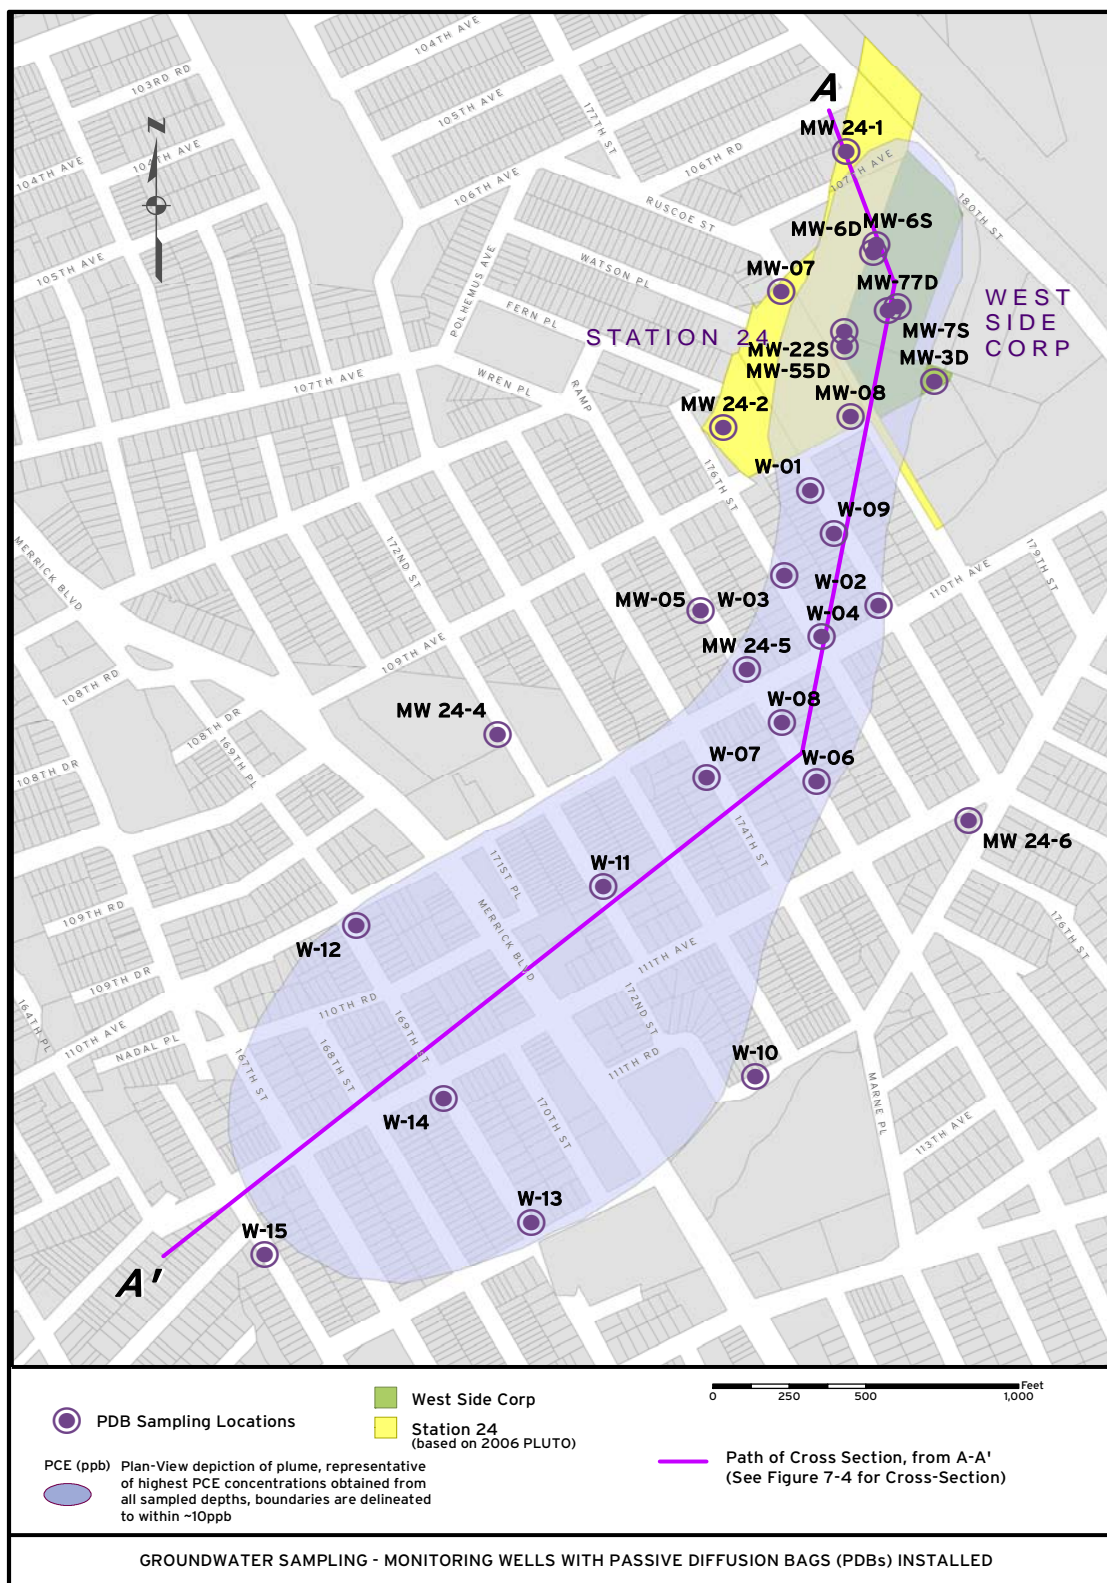 104TH AVE
103RD RD
177TH ST
105TH AVE
A
N
MW 24-1
104TH AVE
104TH AVE
106TH RD
107TH AVE
106TH AVE
180TH ST
RUSCOE ST
MW-6D
MW-6S
105TH AVE
POLHEMUS AVE
WATSON PL
MW-07
MW-77D
WEST
SIDE
CORP
FERN PL
STATION 24
MW-7S
MW-22S
MW-3D
MW-55D
107TH AVE
WREN PL
RAMP
MW-08
MW 24-2
W-01
176TH ST
W-09
MERRICK BLVD
172ND ST
179TH ST
110TH AVE
W-02
MW-05
W-03
W-04
109TH AVE
MW 24-5
108TH RD
MW 24-4
W-08
108TH DR
169TH PL
108TH DR
W-07
W-06
174TH ST
MW 24-6
171ST PL
W-11
MERRICK BLVD
109TH RD
W-12
176TH ST
111TH AVE
109TH DR
110TH RD
172ND ST
164TH PL
110TH AVE
NADAL PL
169TH ST
168TH ST
167TH ST
W-10
111TH RD
MARNE PL
W-14
170TH ST
113TH AVE
W-13
W-15
A'
PDB Sampling Locations
West Side Corp
Station 24
(based on 2006 PLUTO)
Feet
0 250 500 1,000
PCE (ppb)
Plan-View depiction of plume, representative
of highest PCE concentrations obtained from
all sampled depths, boundaries are delineated
to within ~10ppb
Path of Cross Section, from A-A'
(See Figure 7-4 for Cross-Section)
GROUNDWATER SAMPLING - MONITORING WELLS WITH PASSIVE DIFFUSION BAGS (PDBs) INSTALLED